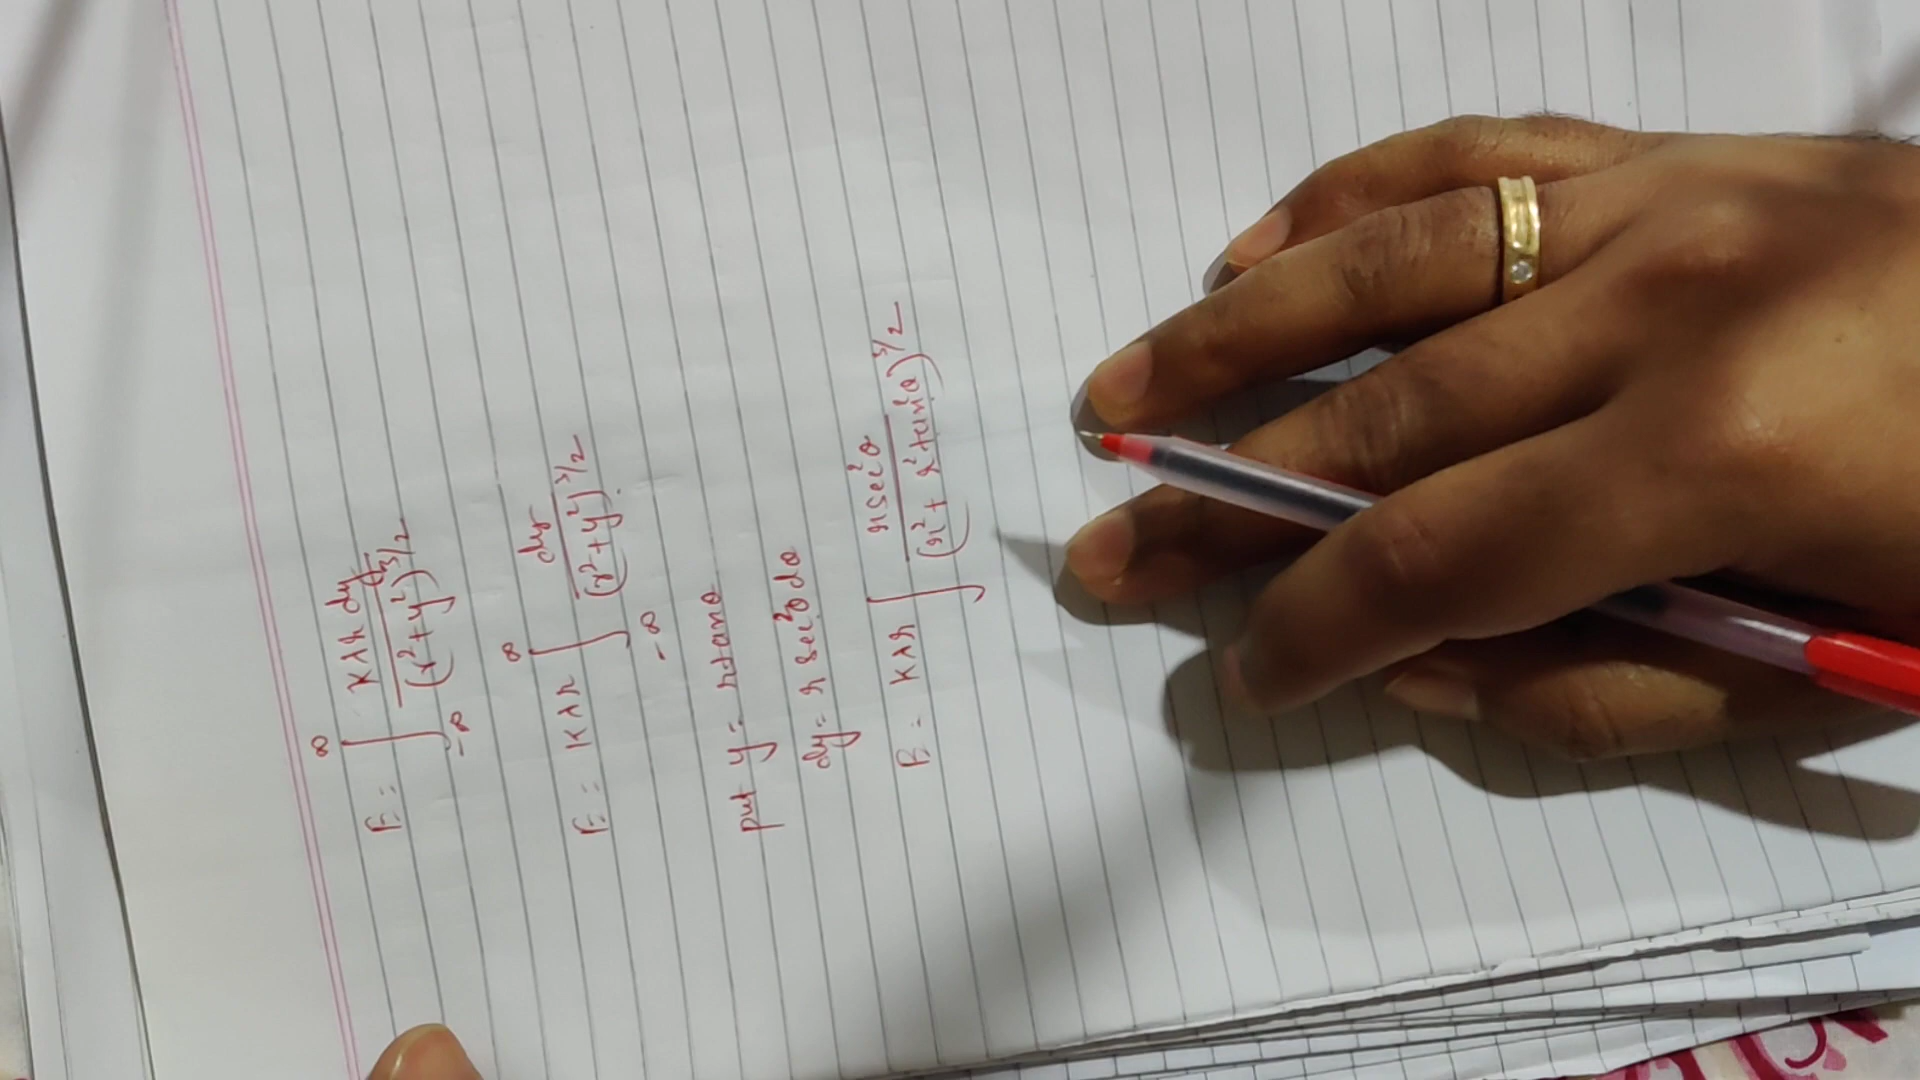 E = ∫_{-∞}^{∞} Kλr dy / (r²+y²)^{3/2}
E = Kλr ∫_{-∞}^{∞} dy / (r²+y²)^{3/2}
put y = r tanθ
dy = r sec²θ dθ
E = Kλr ∫ r sec²θ / (r² + r² tan²θ)^{3/2}